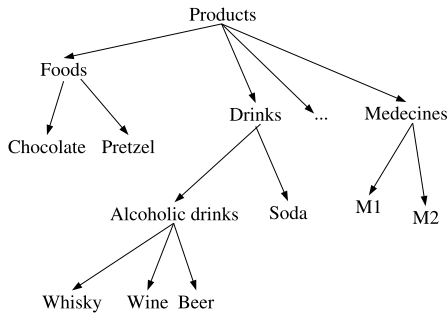 Products
Foods
Drinks
...
Medecines
Chocolate
Pretzel
Alcoholic drinks
Soda
M1
M2
Whisky
Wine
Beer